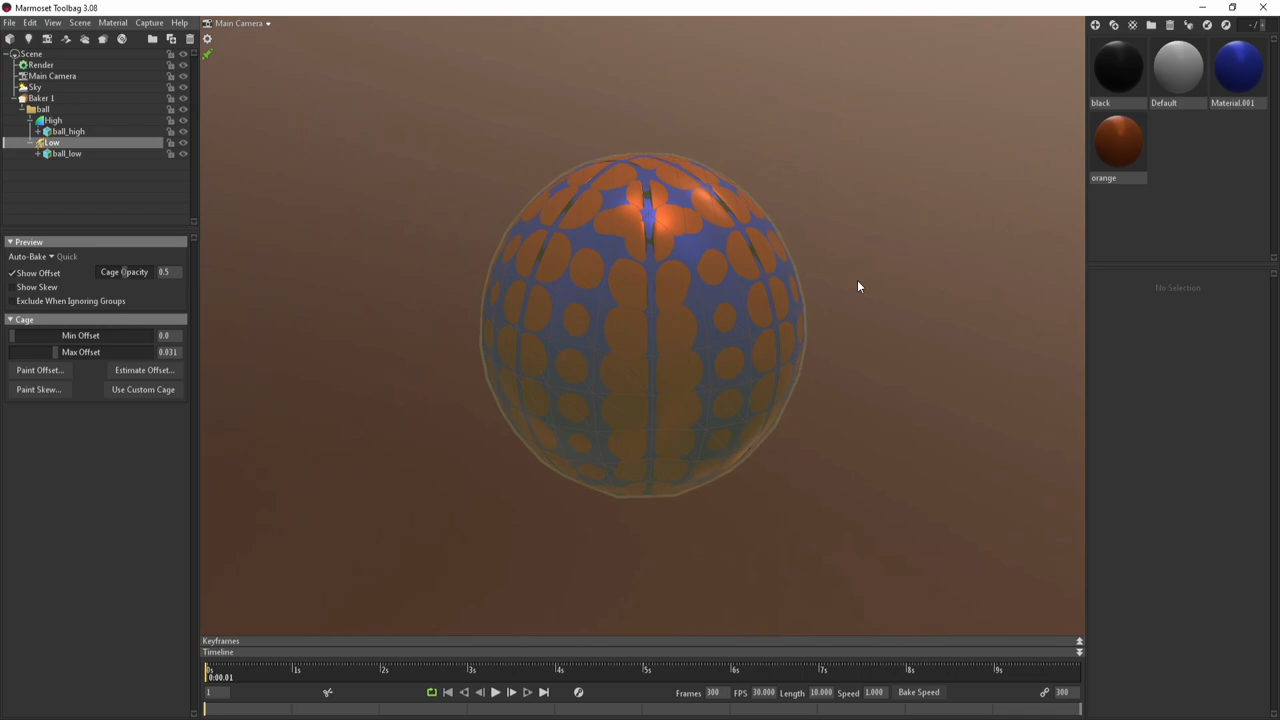 Marmoset Toolbag 3.08
File Edit View Scene Material Capture Help
Main Camera
Scene
Render
Main Camera
Sky
Baker 1
ball
High
ball_high
Low
ball_low
Preview
Auto-Bake Quick
Show Offset Cage Opacity 0.5
Show Skew
Exclude When Ignoring Groups
Cage
Min Offset 0.0
Max Offset 0.031
Paint Offset... Estimate Offset...
Paint Skew... Use Custom Cage
black Default Material.001
orange
No Selection
Keyframes
Timeline
0s 1s 2s 3s 4s 5s 6s 7s 8s 9s
0:00.01
1 Frames 300 FPS 30.000 Length 10.000 Speed 1.000 Bake Speed 300